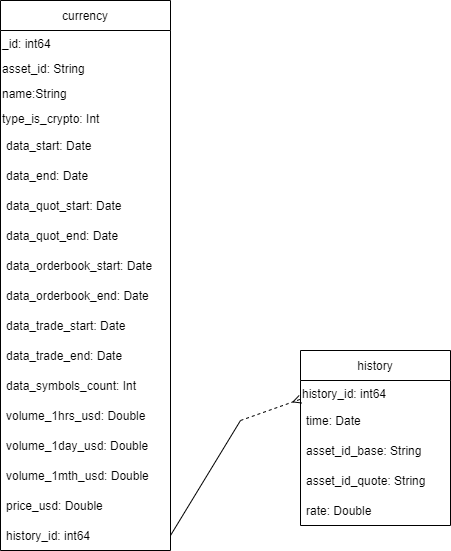 currency
_id: int64
asset_id: String
name:String
type_is_crypto: Int
data_start: Date
data_end: Date
data_quot_start: Date
data_quot_end: Date
data_orderbook_start: Date
data_orderbook_end: Date
data_trade_start: Date
data_trade_end: Date
data_symbols_count: Int
volume_1hrs_usd: Double
volume_1day_usd: Double
volume_1mth_usd: Double
price_usd: Double
history_id: int64
history
history_id: int64
time: Date
asset_id_base: String
asset_id_quote: String
rate: Double